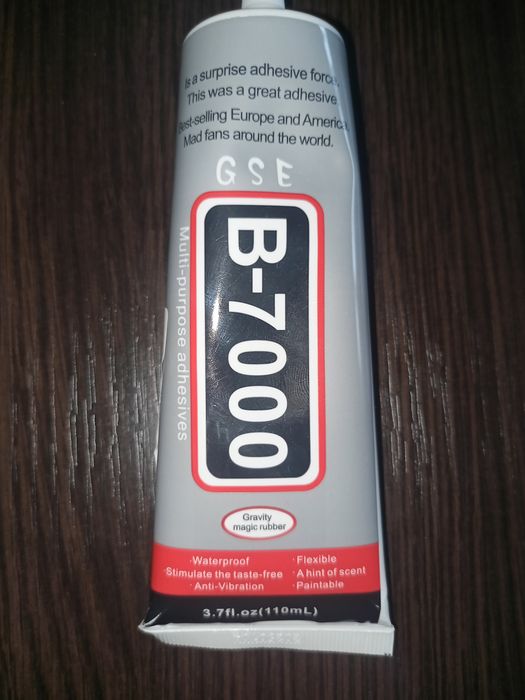 Is a surprise adhesive force.
This was a great adhesive
Best-selling Europe and America
Mad fans around the world.
GSE
B-7000
Multi-purpose adhesives
Gravity
magic rubber
·Waterproof
·Stimulate the taste-free
·Anti-Vibration
·Flexible
·A hint of scent
·Paintable
3.7fl.oz(110mL)